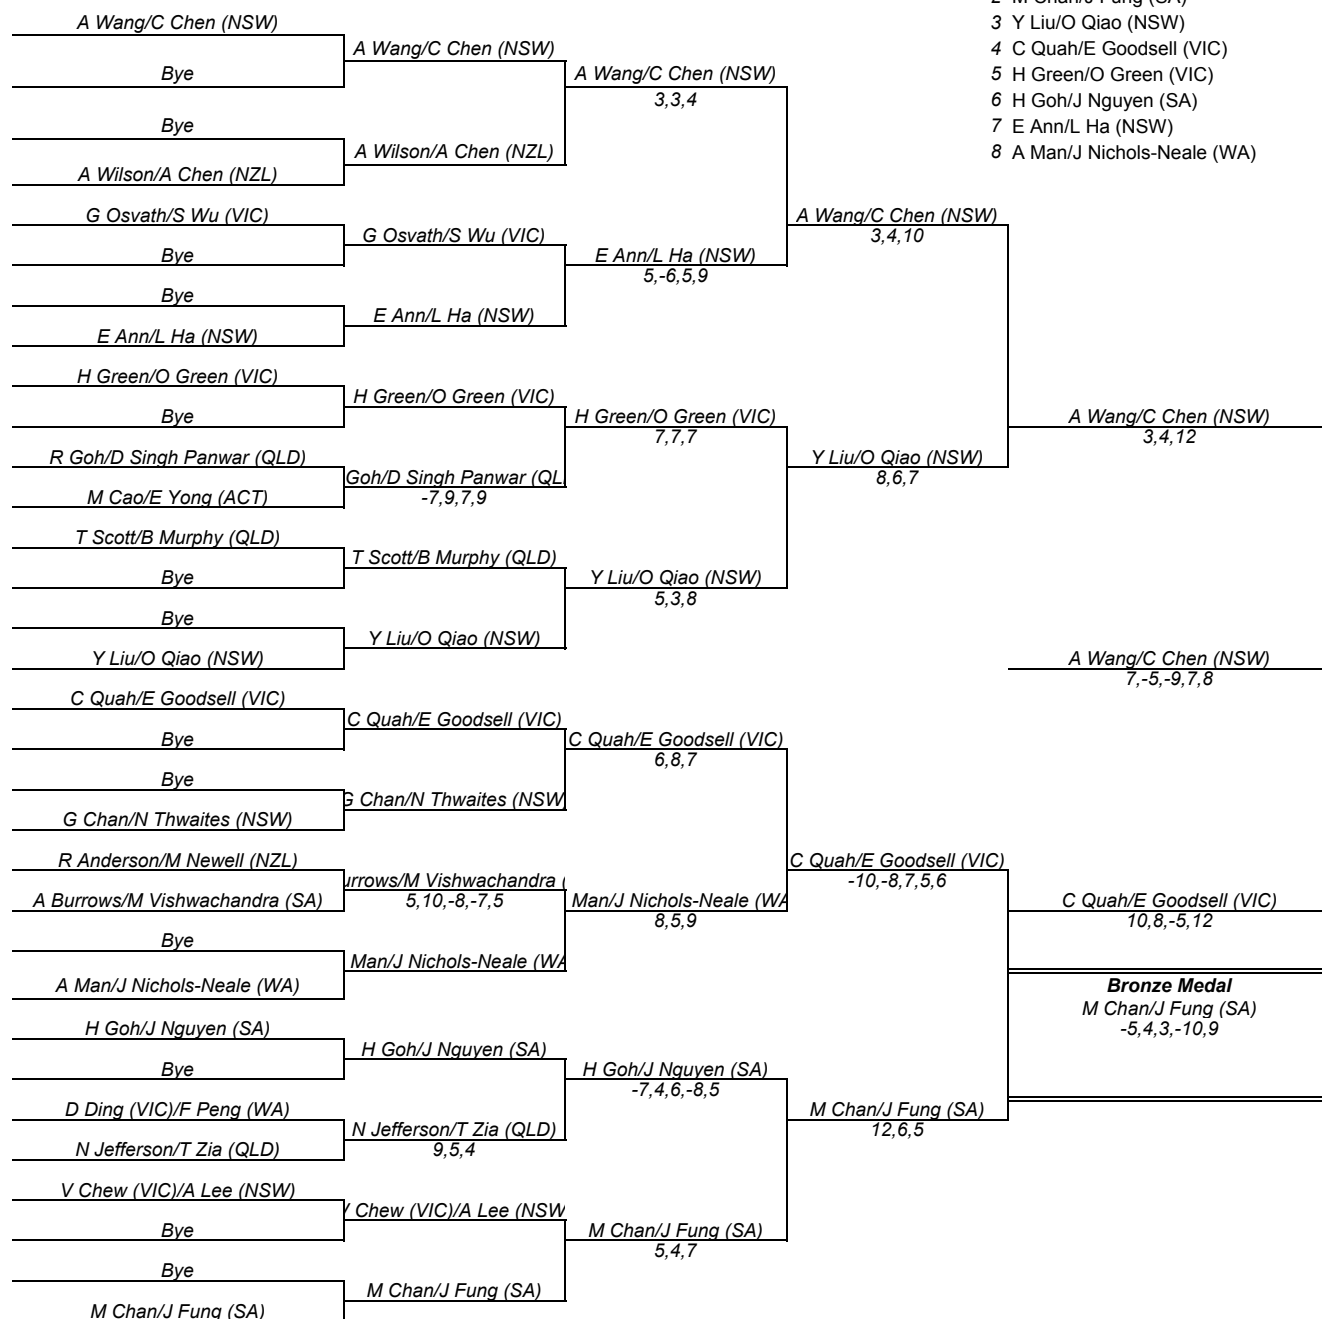 2 M Chan/J Fung (SA)
3 Y Liu/O Qiao (NSW)
4 C Quah/E Goodsell (VIC)
5 H Green/O Green (VIC)
6 H Goh/J Nguyen (SA)
7 E Ann/L Ha (NSW)
8 A Man/J Nichols-Neale (WA)
A Wang/C Chen (NSW)
Bye
Bye
A Wilson/A Chen (NZL)
G Osvath/S Wu (VIC)
Bye
Bye
E Ann/L Ha (NSW)
H Green/O Green (VIC)
Bye
R Goh/D Singh Panwar (QLD)
M Cao/E Yong (ACT)
T Scott/B Murphy (QLD)
Bye
Bye
Y Liu/O Qiao (NSW)
C Quah/E Goodsell (VIC)
Bye
Bye
G Chan/N Thwaites (NSW)
R Anderson/M Newell (NZL)
A Burrows/M Vishwachandra (SA)
Bye
A Man/J Nichols-Neale (WA)
H Goh/J Nguyen (SA)
Bye
D Ding (VIC)/F Peng (WA)
N Jefferson/T Zia (QLD)
V Chew (VIC)/A Lee (NSW)
Bye
Bye
M Chan/J Fung (SA)
A Wang/C Chen (NSW)
A Wilson/A Chen (NZL)
G Osvath/S Wu (VIC)
E Ann/L Ha (NSW)
H Green/O Green (VIC)
Goh/D Singh Panwar (QL
-7,9,7,9
T Scott/B Murphy (QLD)
Y Liu/O Qiao (NSW)
C Quah/E Goodsell (VIC)
G Chan/N Thwaites (NSW
urrows/M Vishwachandra (
5,10,-8,-7,5
Man/J Nichols-Neale (WA
H Goh/J Nguyen (SA)
N Jefferson/T Zia (QLD)
9,5,4
V Chew (VIC)/A Lee (NSW
M Chan/J Fung (SA)
A Wang/C Chen (NSW)
3,3,4
E Ann/L Ha (NSW)
5,-6,5,9
H Green/O Green (VIC)
7,7,7
Y Liu/O Qiao (NSW)
5,3,8
C Quah/E Goodsell (VIC)
6,8,7
Man/J Nichols-Neale (WA
8,5,9
H Goh/J Nguyen (SA)
-7,4,6,-8,5
M Chan/J Fung (SA)
5,4,7
A Wang/C Chen (NSW)
3,4,10
Y Liu/O Qiao (NSW)
8,6,7
C Quah/E Goodsell (VIC)
-10,-8,7,5,6
M Chan/J Fung (SA)
12,6,5
A Wang/C Chen (NSW)
3,4,12
A Wang/C Chen (NSW)
7,-5,-9,7,8
C Quah/E Goodsell (VIC)
10,8,-5,12
Bronze Medal
M Chan/J Fung (SA)
-5,4,3,-10,9